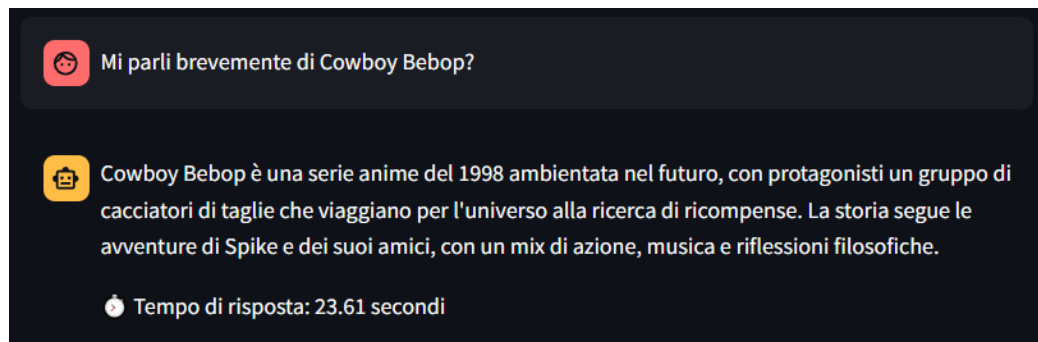 Mi parli brevemente di Cowboy Bebop?
Cowboy Bebop è una serie anime del 1998 ambientata nel futuro, con protagonisti un gruppo di
cacciatori di taglie che viaggiano per l'universo alla ricerca di ricompense. La storia segue le
avventure di Spike e dei suoi amici, con un mix di azione, musica e riflessioni filosofiche.
Tempo di risposta: 23.61 secondi